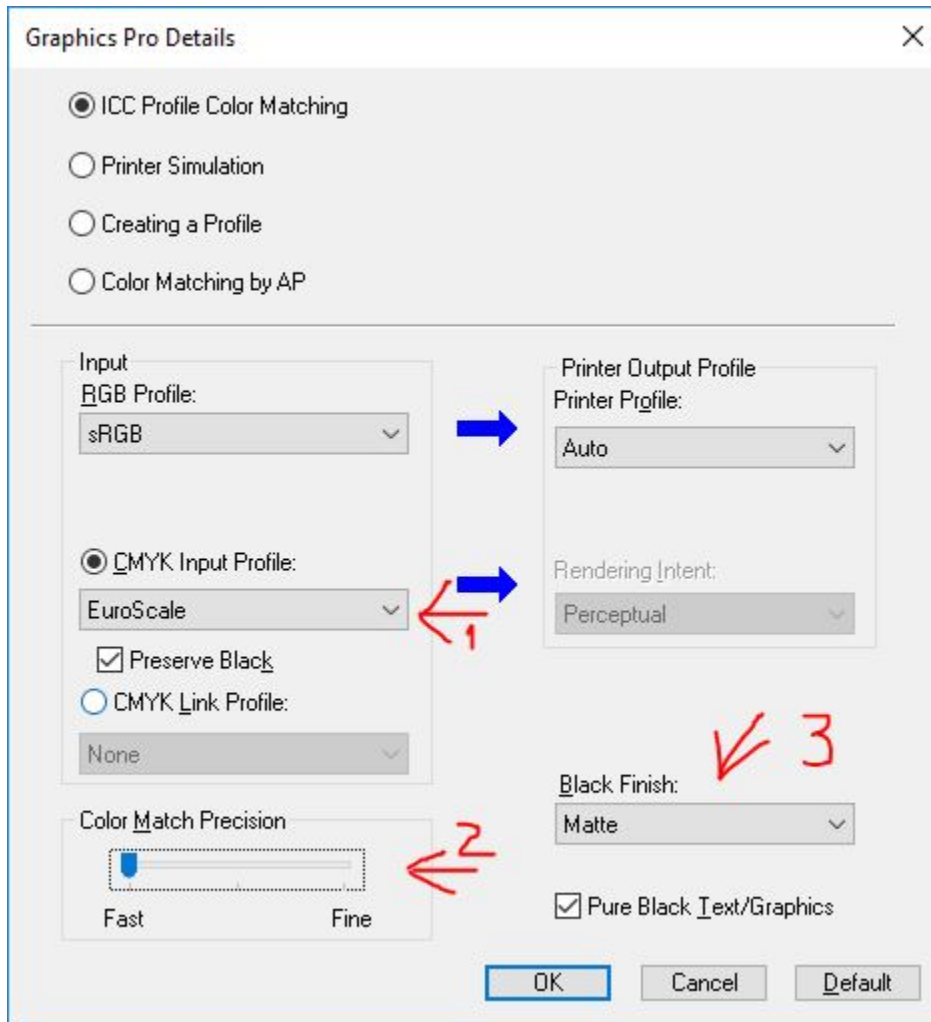 Graphics Pro Details
ICC Profile Color Matching
Printer Simulation
Creating a Profile
Color Matching by AP
Input
RGB Profile:
sRGB
CMYK Input Profile:
EuroScale
1
Preserve Black
CMYK Link Profile:
None
Color Match Precision
2
Fast Fine
Printer Output Profile
Printer Profile:
Auto
Rendering Intent:
Perceptual
3
Black Finish:
Matte
Pure Black Text/Graphics
OK Cancel Default